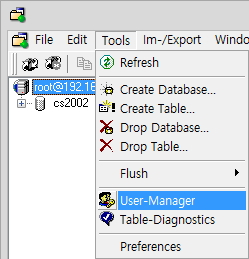 File Edit Tools Im-/Export Windo
Refresh
root@192.16
cs2002
Create Database...
Create Table...
Drop Database...
Drop Table...
Flush
User-Manager
Table-Diagnostics
Preferences